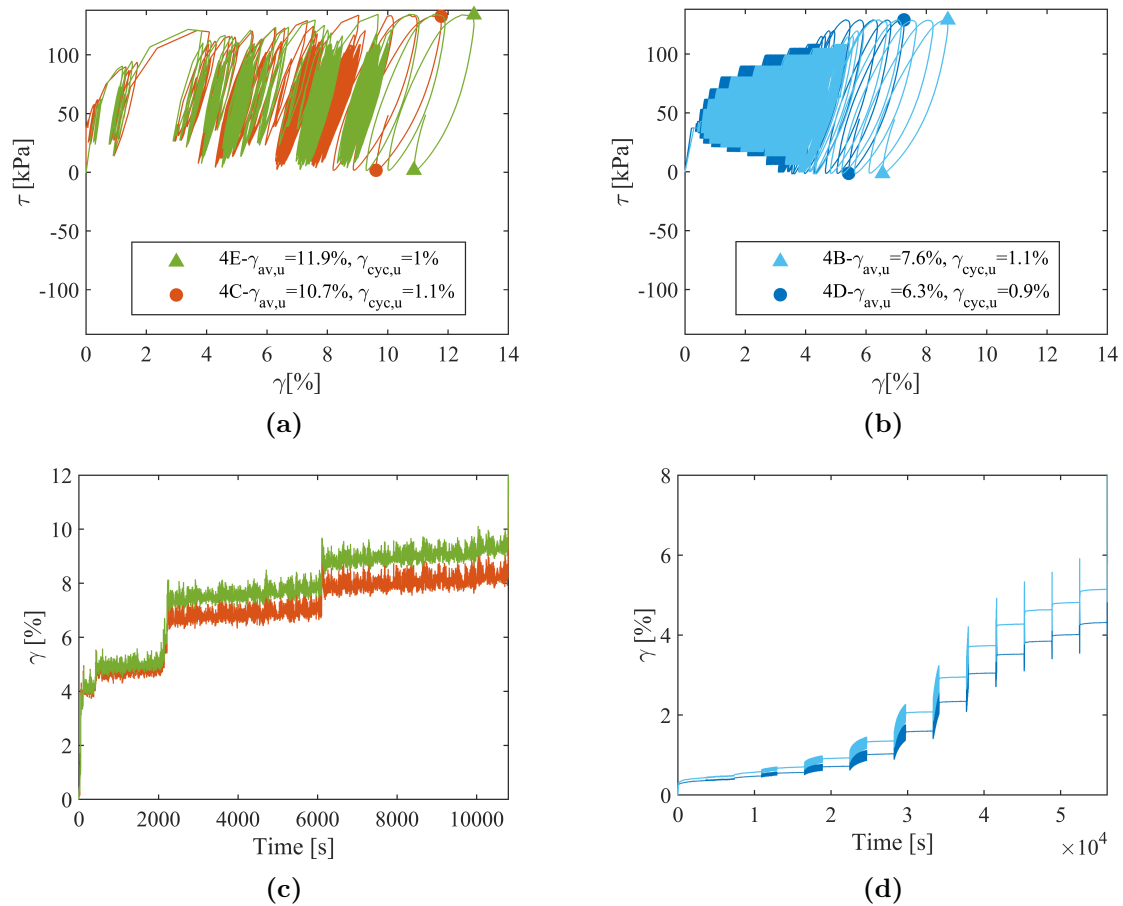 100
50
0
-50
-100
τ [kPa]
4E-γav,u=11.9%, γcyc,u=1%
4C-γav,u=10.7%, γcyc,u=1.1%
0 2 4 6 8 10 12 14
γ[%]
(a)
100
50
0
-50
-100
τ [kPa]
4B-γav,u=7.6%, γcyc,u=1.1%
4D-γav,u=6.3%, γcyc,u=0.9%
0 2 4 6 8 10 12 14
γ[%]
(b)
12
10
8
6
4
2
0
γ [%]
0 2000 4000 6000 8000 10000
Time [s]
(c)
8
6
4
2
0
γ [%]
0 1 2 3 4 5
Time [s]
×10^4
(d)